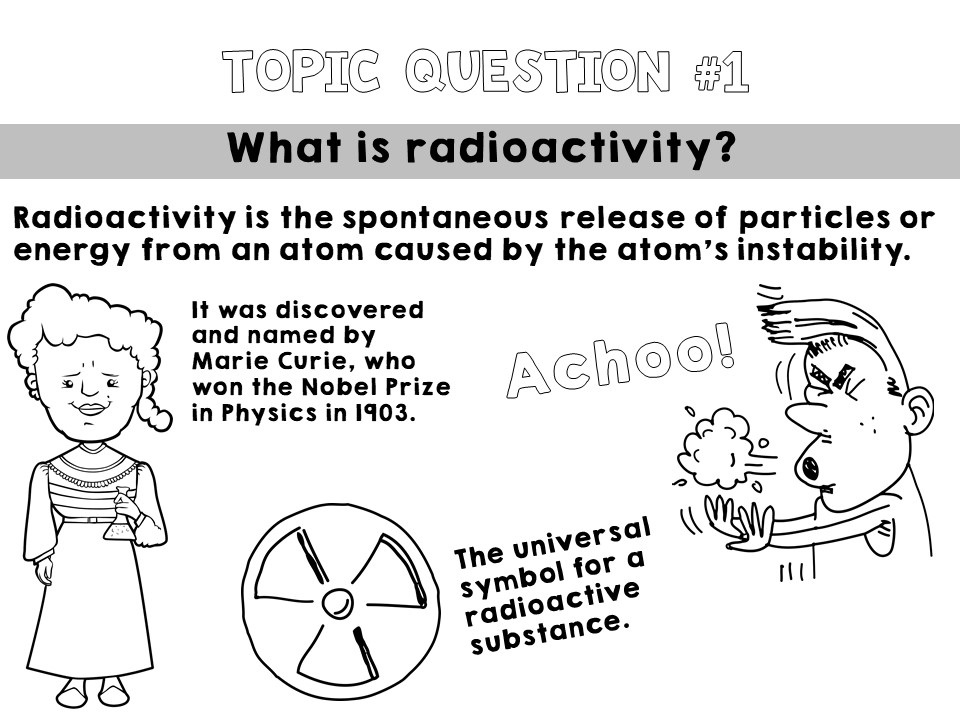 TOPIC QUESTION #1
What is radioactivity?
Radioactivity is the spontaneous release of particles or
energy from an atom caused by the atom's instability.
It was discovered
and named by
Marie Curie, who
won the Nobel Prize
in Physics in 1903.
Achoo!
The universal
symbol for a
radioactive
substance.